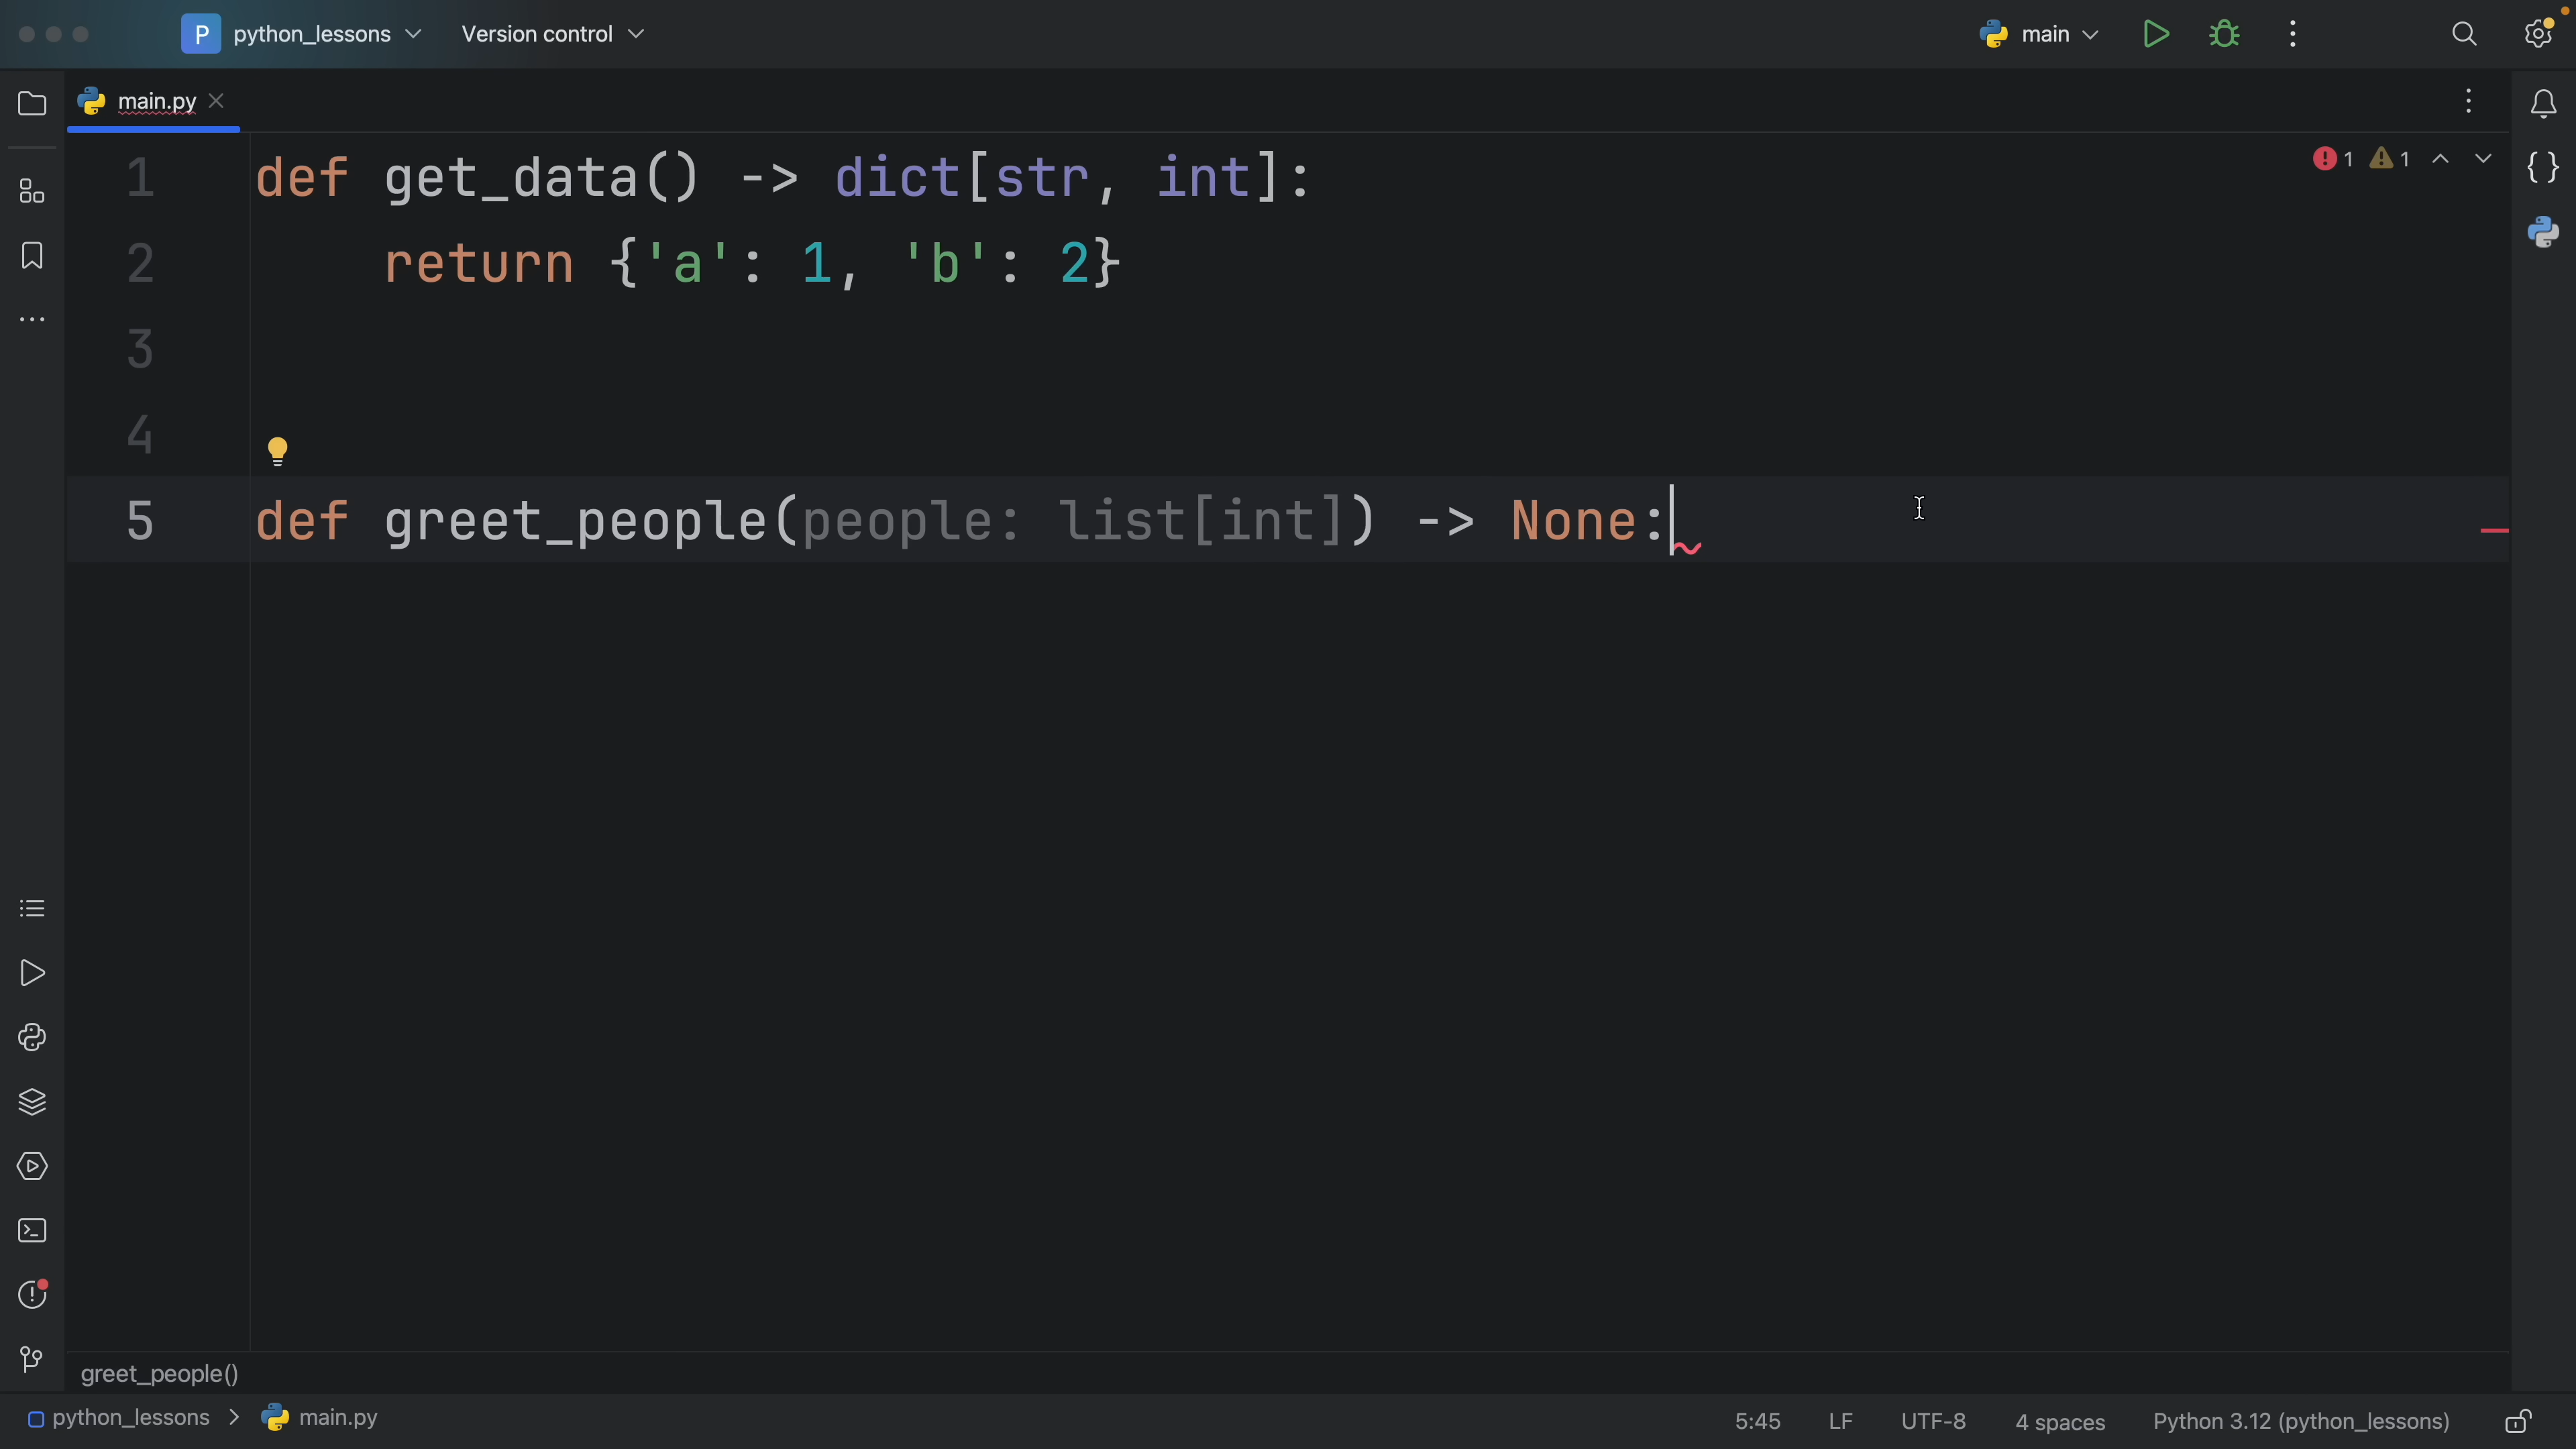 P python_lessons Version control main
main.py
1 def get_data() -> dict[str, int]:
1 1
2     return {'a': 1, 'b': 2}
3
4
5 def greet_people(people: list[int]) -> None:
greet_people()
python_lessons > main.py 5:45 LF UTF-8 4 spaces Python 3.12 (python_lessons)